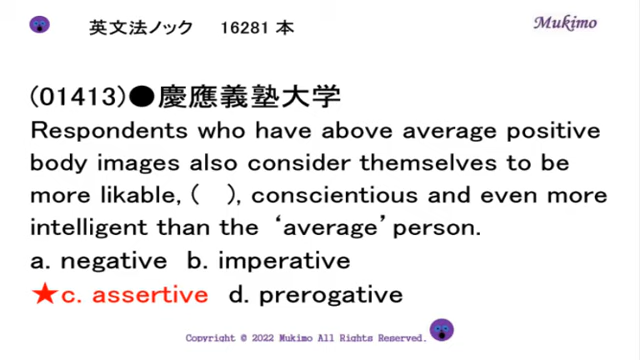 英文法ノック 16281 本 Mukimo
(01413)●慶應義塾大学
Respondents who have above average positive
body images also consider themselves to be
more likable, ( ), conscientious and even more
intelligent than the ‘average’ person.
a. negative b. imperative
★c. assertive d. prerogative
Copyright © 2022 Mukimo All Rights Reserved.